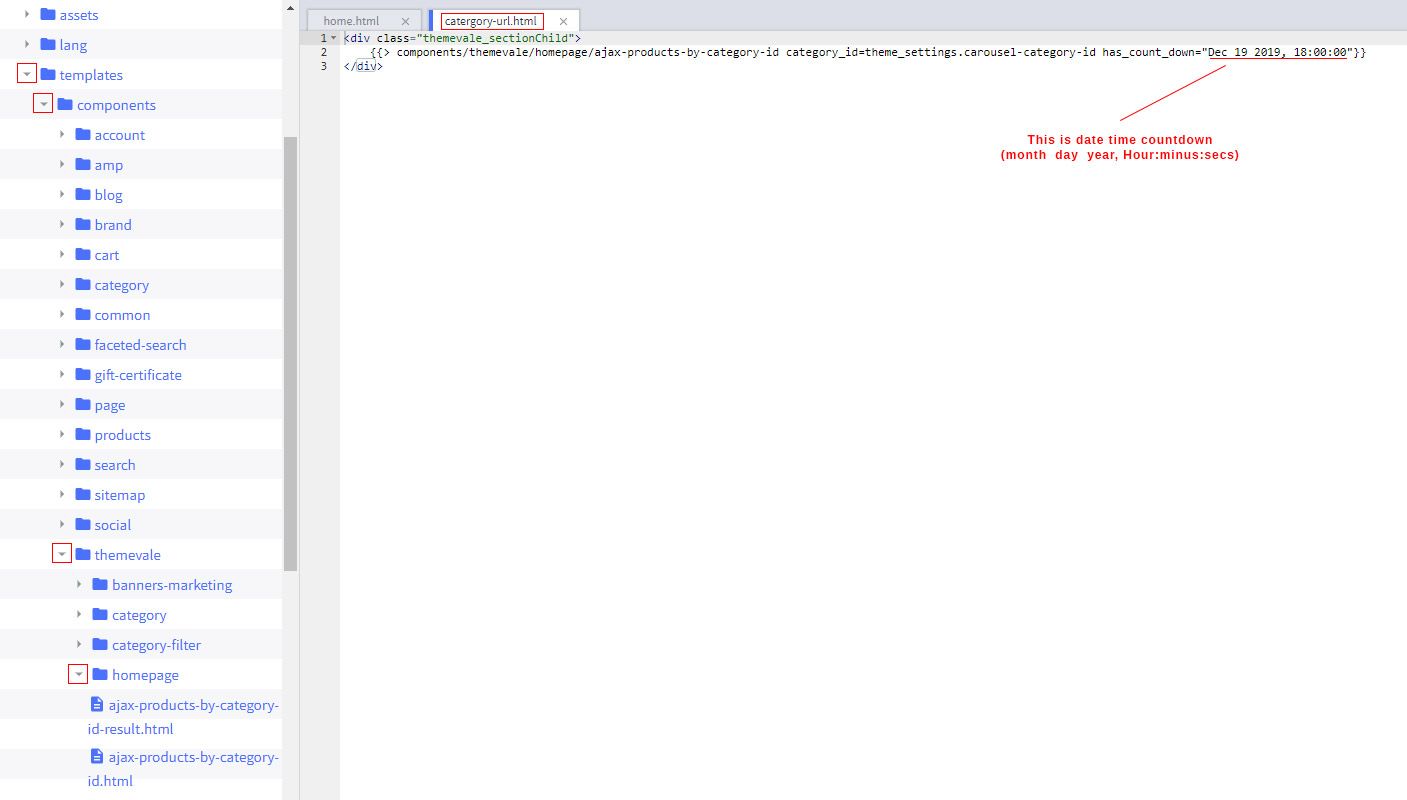 assets
lang
templates
components
account
amp
blog
brand
cart
category
common
faceted-search
gift-certificate
page
products
search
sitemap
social
themevale
banners-marketing
category
category-filter
homepage
ajax-products-by-category-
id-result.html
ajax-products-by-category-
id.html
home.html
catergory-url.html
1 <div class="themevale_sectionChild">
2 {{> components/themevale/homepage/ajax-products-by-category-id category_id=theme_settings.carousel-category-id has_count_down="Dec 19 2019, 18:00:00"}}
3 </div>
This is date time countdown
(month day year, Hour:minus:secs)